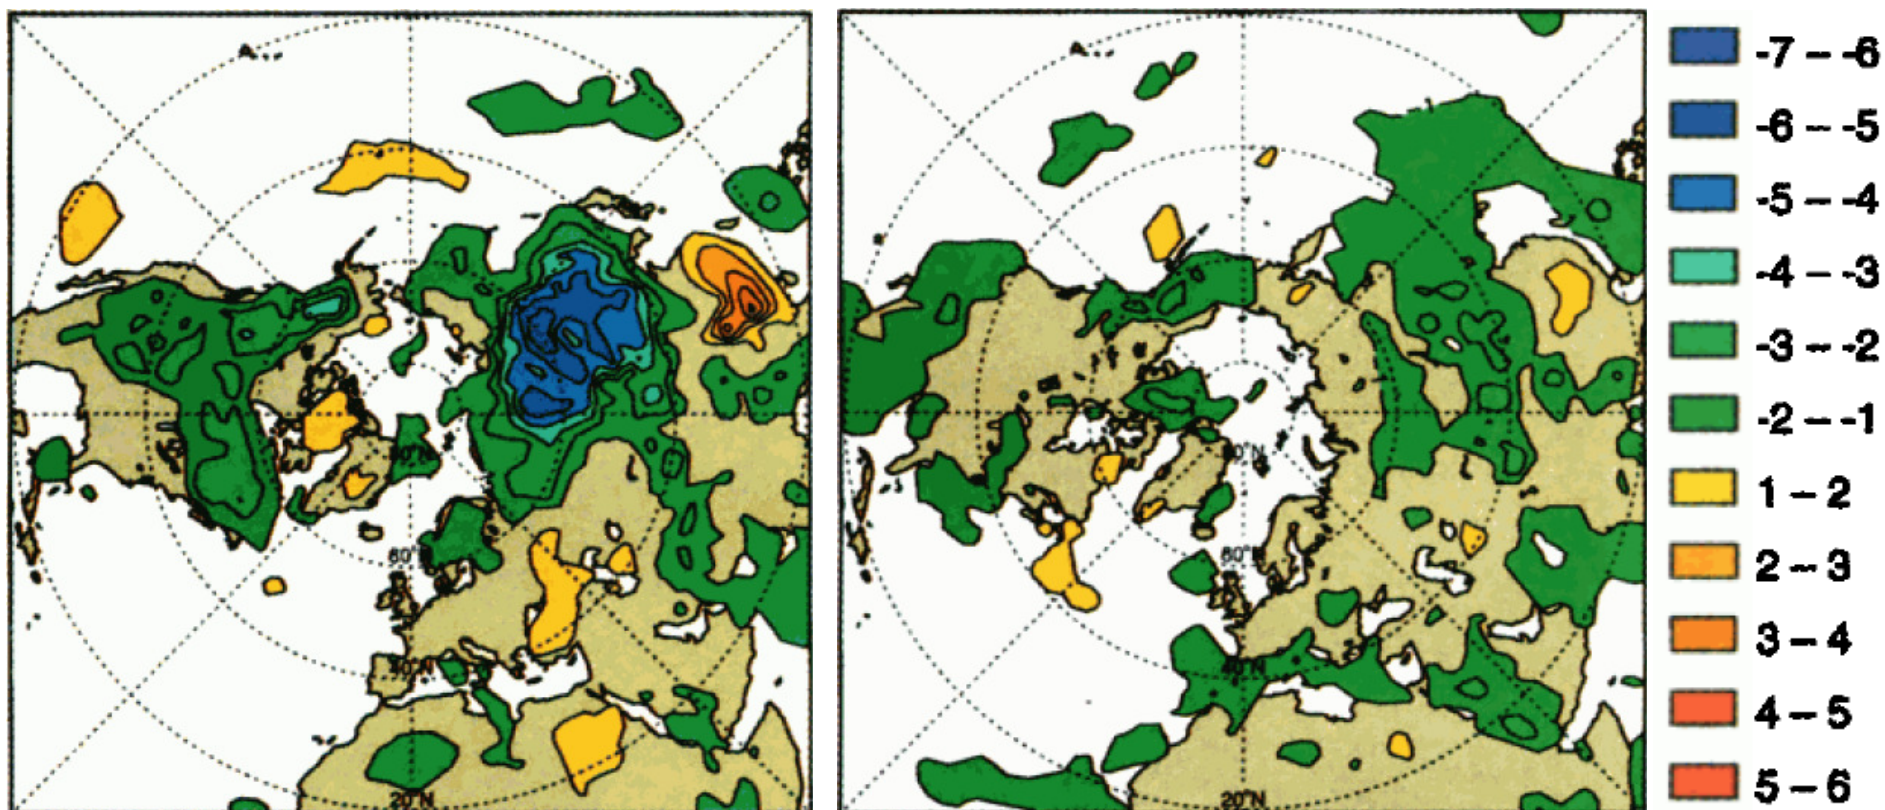 80°N
60°N
40°N
20°N
80°N
60°N
40°N
20°N
-7 – -6
-6 – -5
-5 – -4
-4 – -3
-3 – -2
-2 – -1
1 – 2
2 – 3
3 – 4
4 – 5
5 – 6